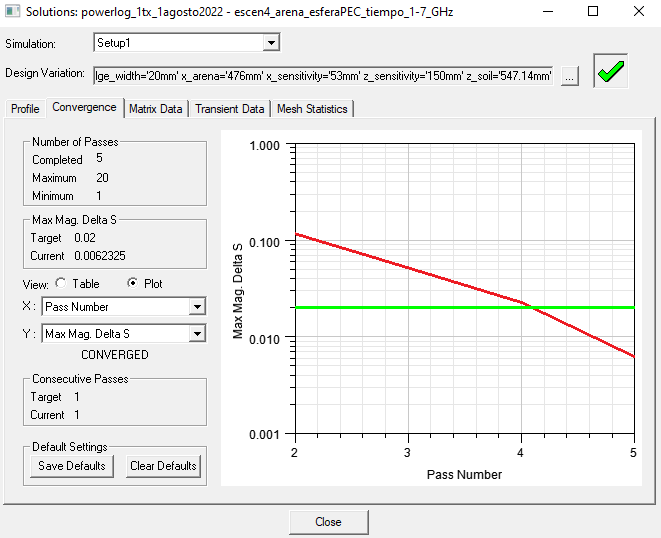 Solutions: powerlog_1tx_1agosto2022 - escen4_arena_esferaPEC_tiempo_1-7_GHz
Simulation: Setup1
Design Variation: lge_width='20mm' x_arena='476mm' x_sensitivity='53mm' z_sensitivity='150mm' z_soil='547.14mm' ...
Profile Convergence Matrix Data Transient Data Mesh Statistics
Number of Passes
Completed 5
Maximum 20
Minimum 1
Max Mag. Delta S
Target 0.02
Current 0.0062325
View: Table Plot
X : Pass Number
Y : Max Mag. Delta S
CONVERGED
Consecutive Passes
Target 1
Current 1
Default Settings
Save Defaults Clear Defaults
1.000
0.100
0.010
0.001
Max Mag. Delta S
2 3 4 5
Pass Number
Close